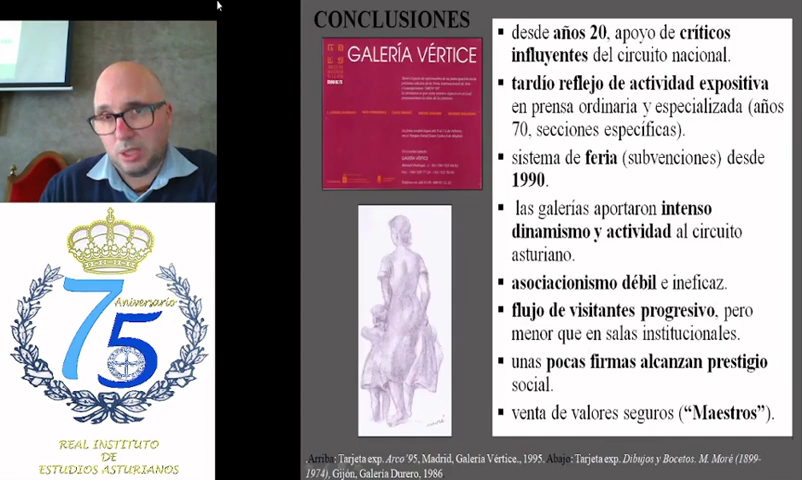 CONCLUSIONES
GALERÍA VÉRTICE
GALERÍA VÉRTICE
75
Aniversario
REAL INSTITUTO
DE
ESTUDIOS ASTURIANOS
▪ desde años 20, apoyo de críticos
influyentes del circuito nacional.
▪ tardío reflejo de actividad expositiva
en prensa ordinaria y especializada (años
70, secciones específicas).
▪ sistema de feria (subvenciones) desde
1990.
▪ las galerías aportaron intenso
dinamismo y actividad al circuito
asturiano.
▪ asociacionismo débil e ineficaz.
▪ flujo de visitantes progresivo, pero
menor que en salas institucionales.
▪ unas pocas firmas alcanzan prestigio
social.
▪ venta de valores seguros (“Maestros”).
Arriba- Tarjeta exp. Arco'95, Madrid, Galería Vértice., 1995. Abajo- Tarjeta exp. Dibujos y Bocetos. M. Moré (1899-
1974), Gijón, Galería Durero, 1986